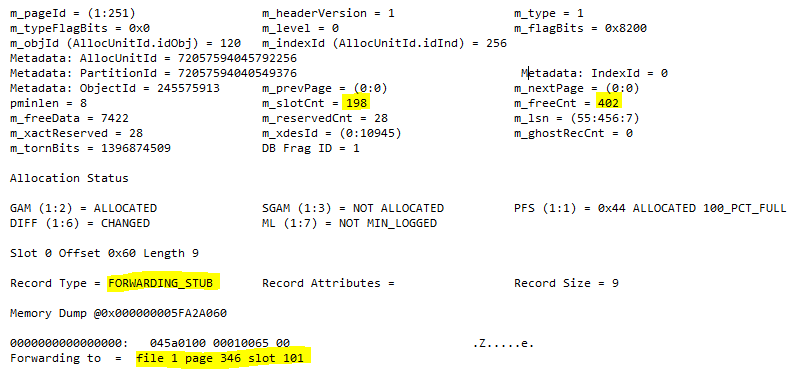 m_pageId = (1:251) m_headerVersion = 1 m_type = 1
m_typeFlagBits = 0x0 m_level = 0 m_flagBits = 0x8200
m_objId (AllocUnitId.idObj) = 120 m_indexId (AllocUnitId.idInd) = 256
Metadata: AllocUnitId = 72057594045792256
Metadata: PartitionId = 72057594040549376 Metadata: IndexId = 0
Metadata: ObjectId = 245575913 m_prevPage = (0:0) m_nextPage = (0:0)
pminlen = 8 m_slotCnt = 198 m_freeCnt = 402
m_freeData = 7422 m_reservedCnt = 28 m_lsn = (55:456:7)
m_xactReserved = 28 m_xdesId = (0:10945) m_ghostRecCnt = 0
m_tornBits = 1396874509 DB Frag ID = 1
Allocation Status
GAM (1:2) = ALLOCATED SGAM (1:3) = NOT ALLOCATED PFS (1:1) = 0x44 ALLOCATED 100_PCT_FULL
DIFF (1:6) = CHANGED ML (1:7) = NOT MIN_LOGGED
Slot 0 Offset 0x60 Length 9
Record Type = FORWARDING_STUB Record Attributes = Record Size = 9
Memory Dump @0x000000005FA2A060
0000000000000000: 045a0100 00010065 00 .Z.....e.
Forwarding to = file 1 page 346 slot 101